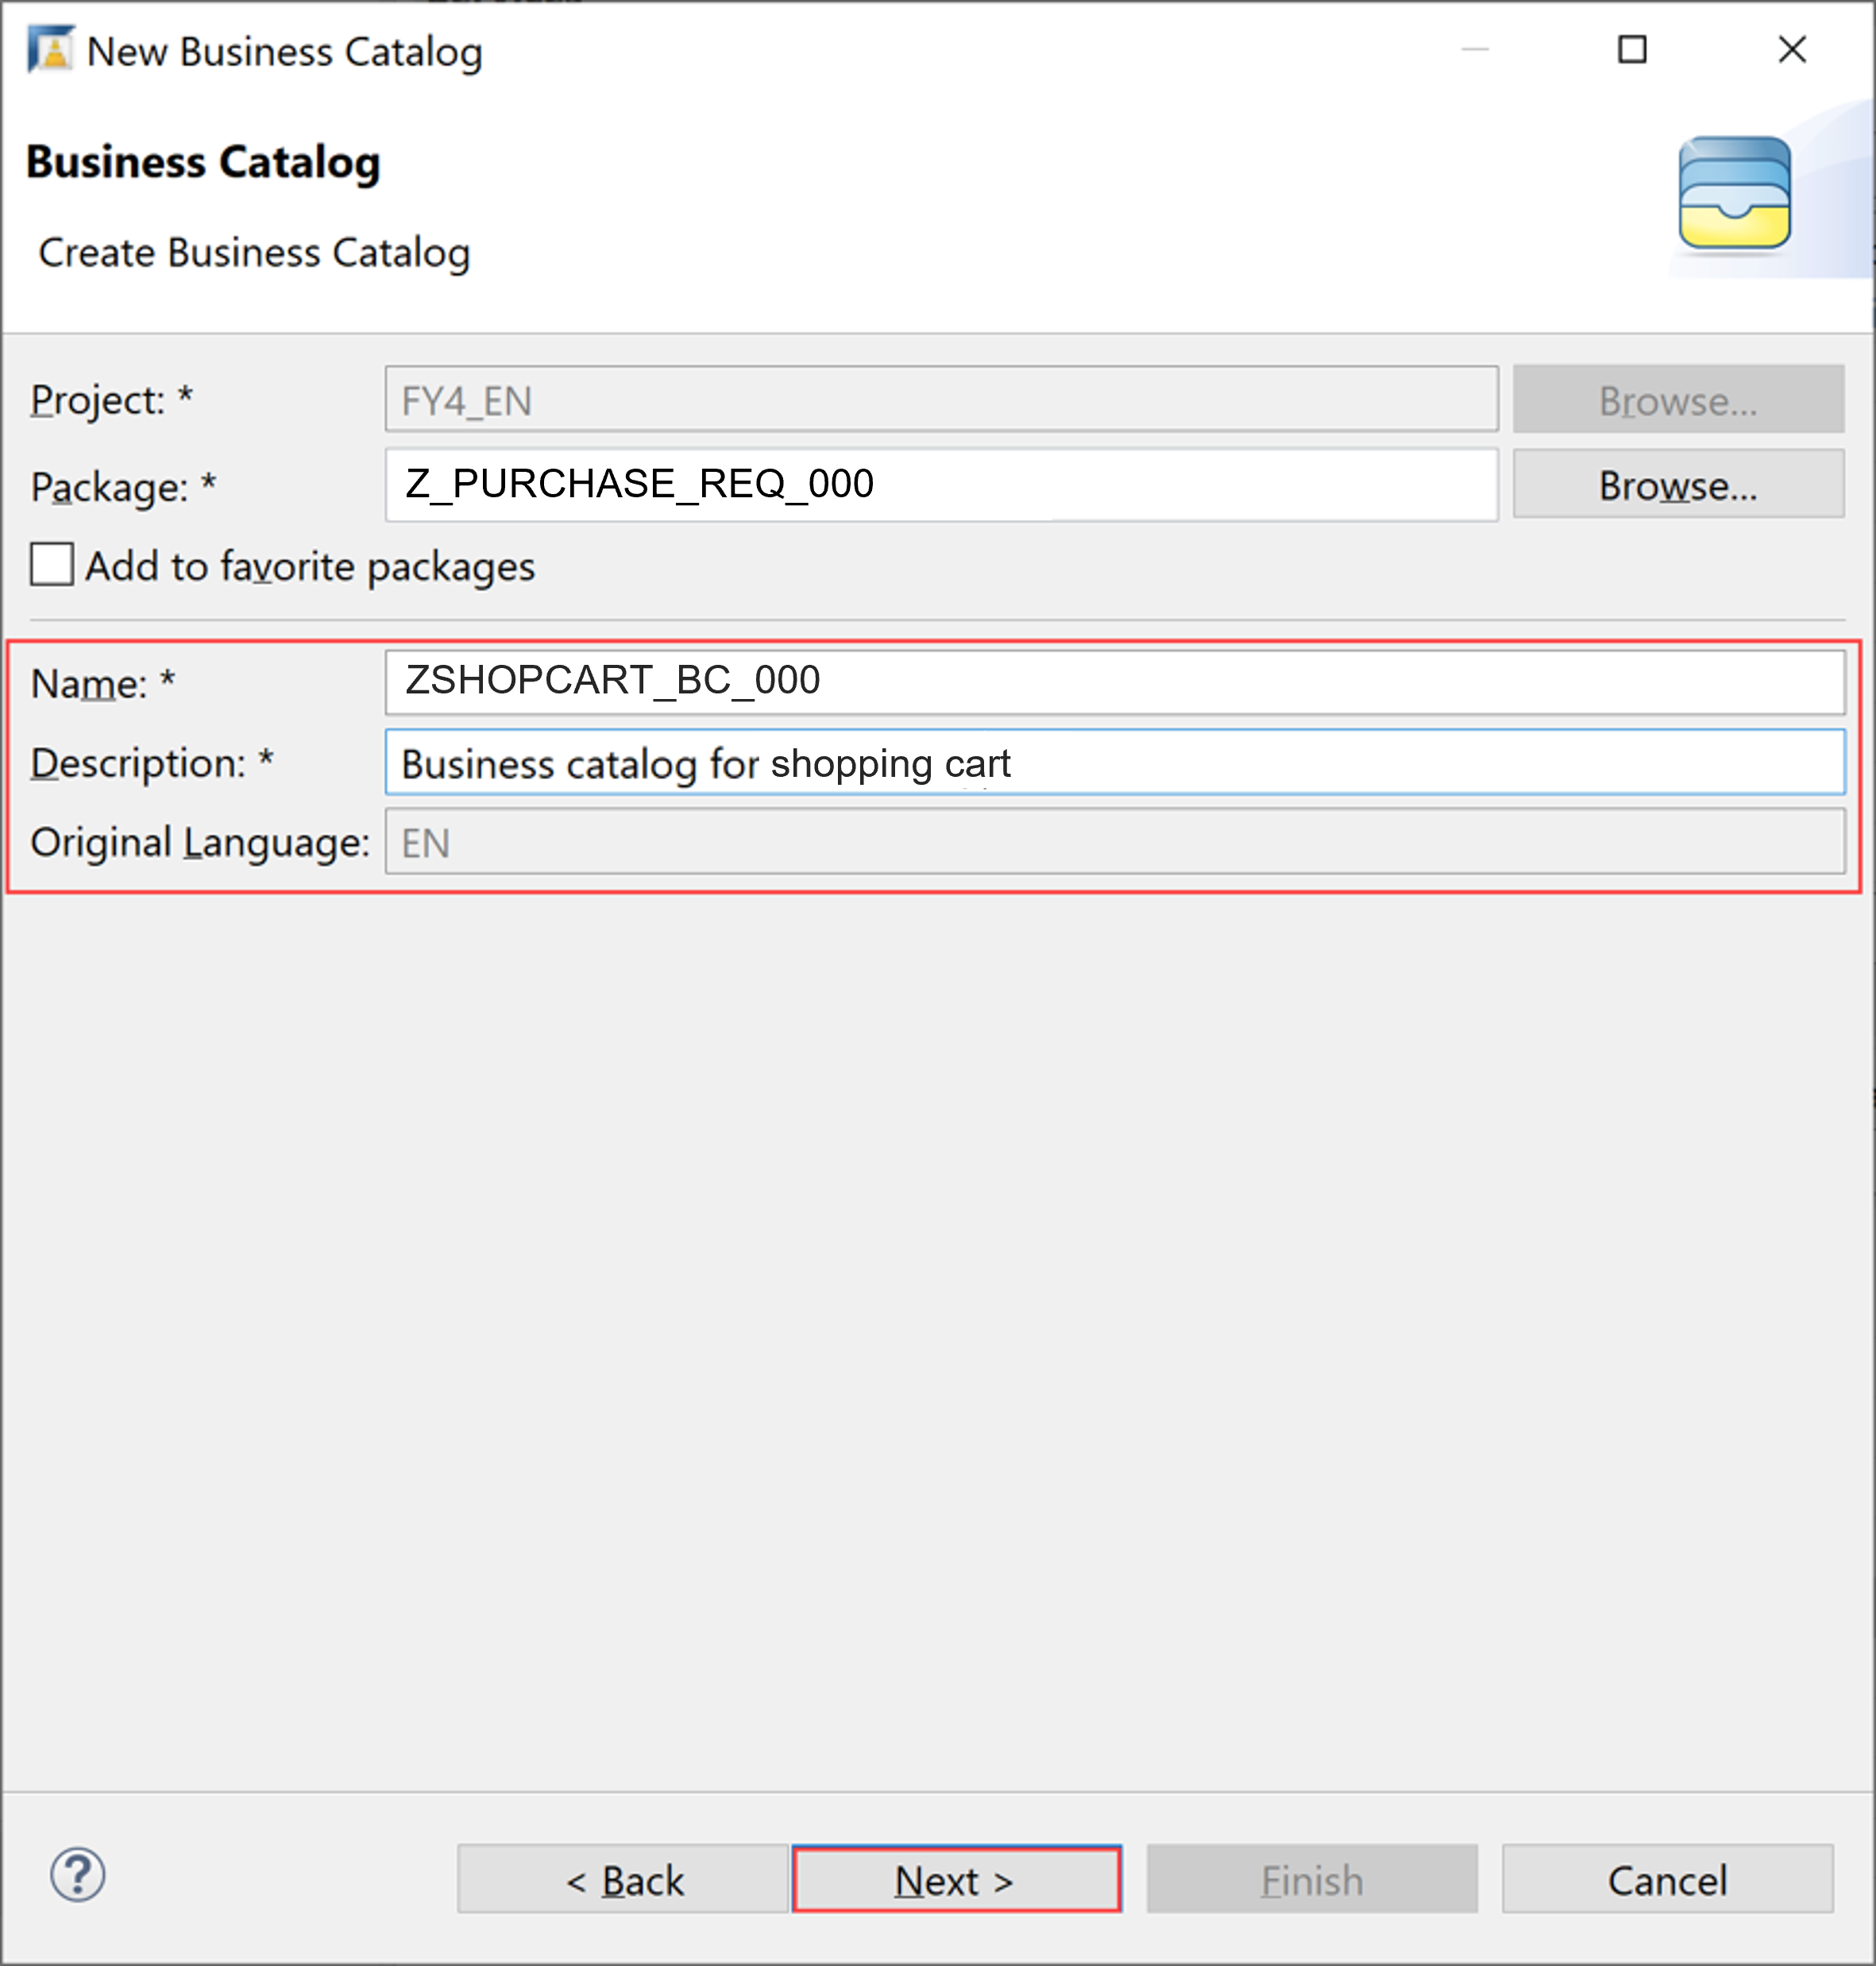 New Business Catalog
Business Catalog
Create Business Catalog
Project: * FY4_EN Browse...
Package: * Z_PURCHASE_REQ_000 Browse...
Add to favorite packages
Name: * ZSHOPCART_BC_000
Description: * Business catalog for shopping cart
Original Language: EN
? < Back Next > Finish Cancel